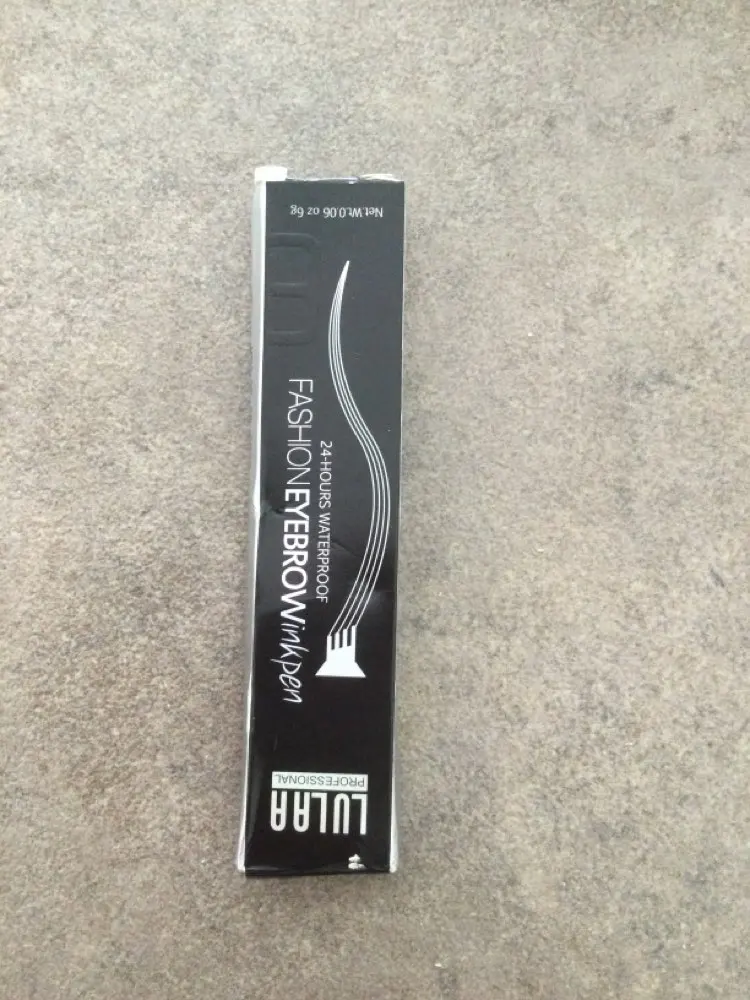 LULAA
PROFESSIONAL
24-HOURS WATERPROOF
FASHIONEYEBROWinkpen
Net.Wt.0.06 oz 6g